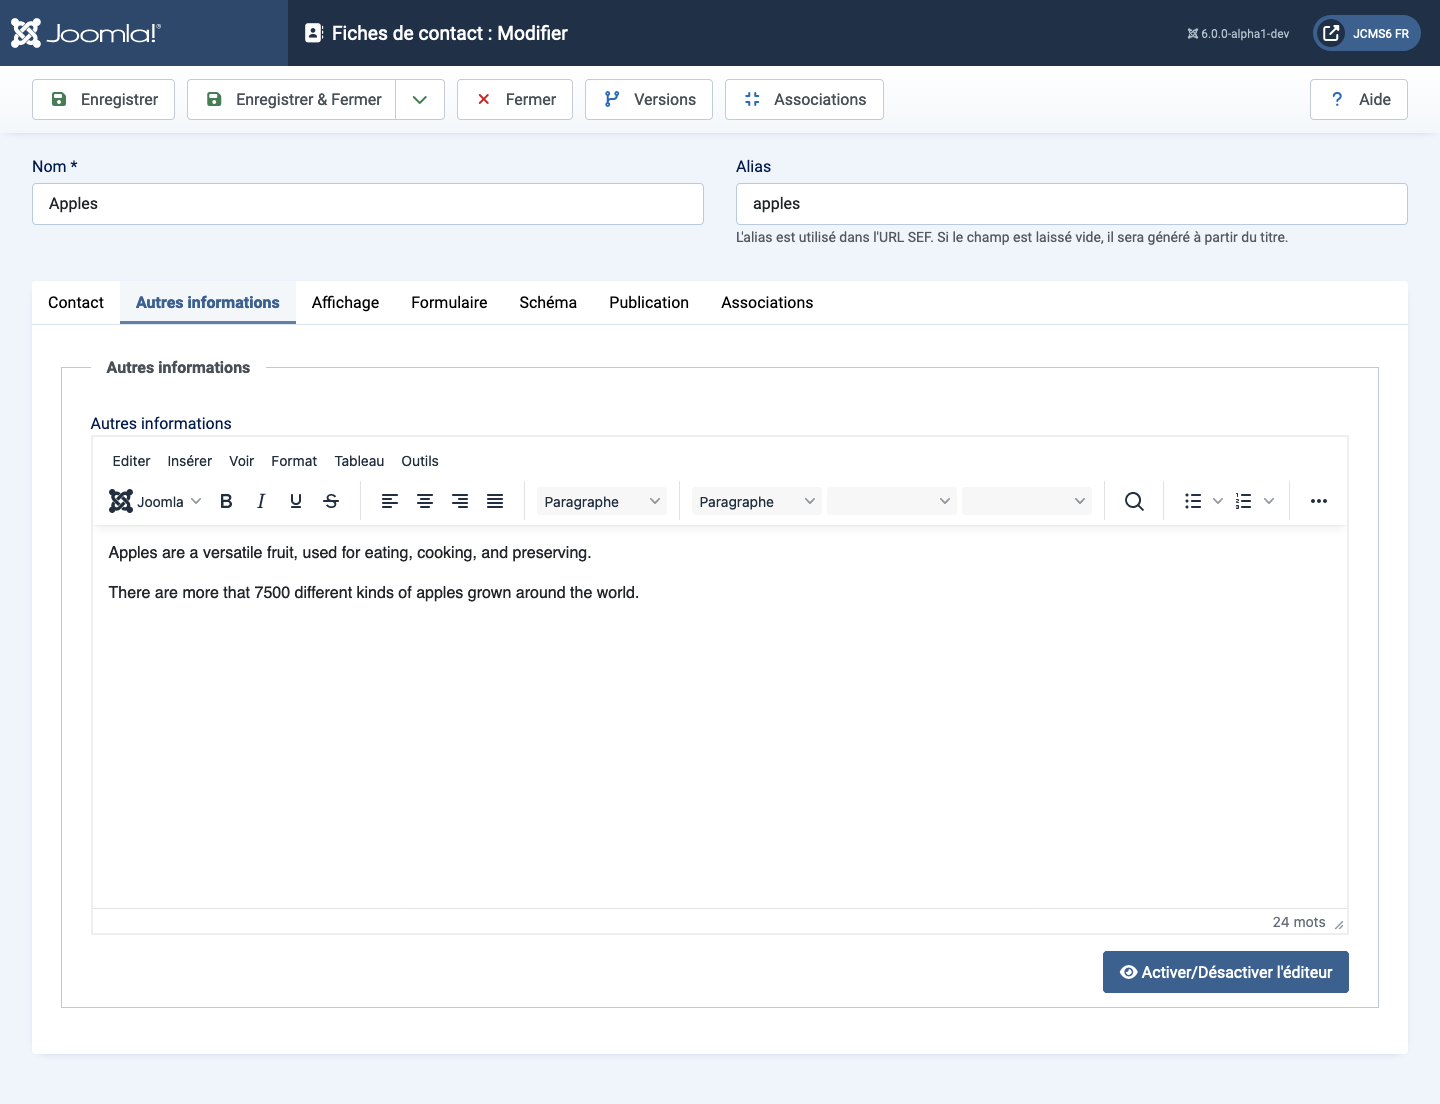 Joomla!®
Fiches de contact : Modifier
6.0.0-alpha1-dev
JCMS6 FR
Enregistrer
Enregistrer & Fermer
Fermer
Versions
Associations
? Aide
Nom *
Alias
Apples
apples
L'alias est utilisé dans l'URL SEF. Si le champ est laissé vide, il sera généré à partir du titre.
Contact Autres informations Affichage Formulaire Schéma Publication Associations
Autres informations
Autres informations
Editer Insérer Voir Format Tableau Outils
Joomla B I U S Paragraphe Paragraphe
Apples are a versatile fruit, used for eating, cooking, and preserving.
There are more that 7500 different kinds of apples grown around the world.
24 mots
Activer/Désactiver l'éditeur